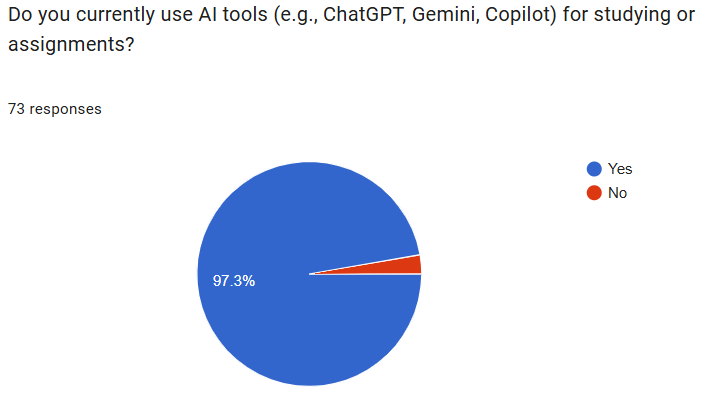 Do you currently use AI tools (e.g., ChatGPT, Gemini, Copilot) for studying or
assignments?
73 responses
Yes
No
97.3%